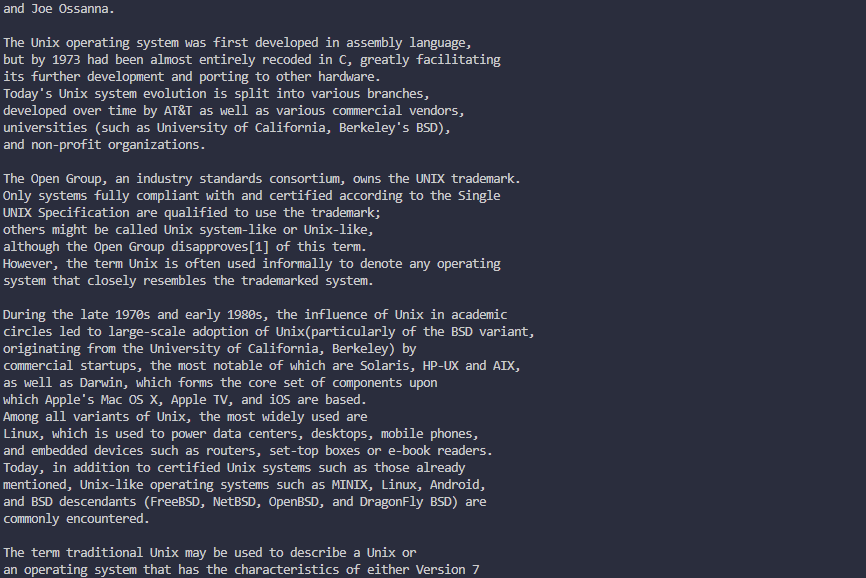 and Joe Ossanna.
The Unix operating system was first developed in assembly language,
but by 1973 had been almost entirely recoded in C, greatly facilitating
its further development and porting to other hardware.
Today's Unix system evolution is split into various branches,
developed over time by AT&T as well as various commercial vendors,
universities (such as University of California, Berkeley's BSD),
and non-profit organizations.
The Open Group, an industry standards consortium, owns the UNIX trademark.
Only systems fully compliant with and certified according to the Single
UNIX Specification are qualified to use the trademark;
others might be called Unix system-like or Unix-like,
although the Open Group disapproves[1] of this term.
However, the term Unix is often used informally to denote any operating
system that closely resembles the trademarked system.
During the late 1970s and early 1980s, the influence of Unix in academic
circles led to large-scale adoption of Unix(particularly of the BSD variant,
originating from the University of California, Berkeley) by
commercial startups, the most notable of which are Solaris, HP-UX and AIX,
as well as Darwin, which forms the core set of components upon
which Apple's Mac OS X, Apple TV, and iOS are based.
Among all variants of Unix, the most widely used are
Linux, which is used to power data centers, desktops, mobile phones,
and embedded devices such as routers, set-top boxes or e-book readers.
Today, in addition to certified Unix systems such as those already
mentioned, Unix-like operating systems such as MINIX, Linux, Android,
and BSD descendants (FreeBSD, NetBSD, OpenBSD, and DragonFly BSD) are
commonly encountered.
The term traditional Unix may be used to describe a Unix or
an operating system that has the characteristics of either Version 7